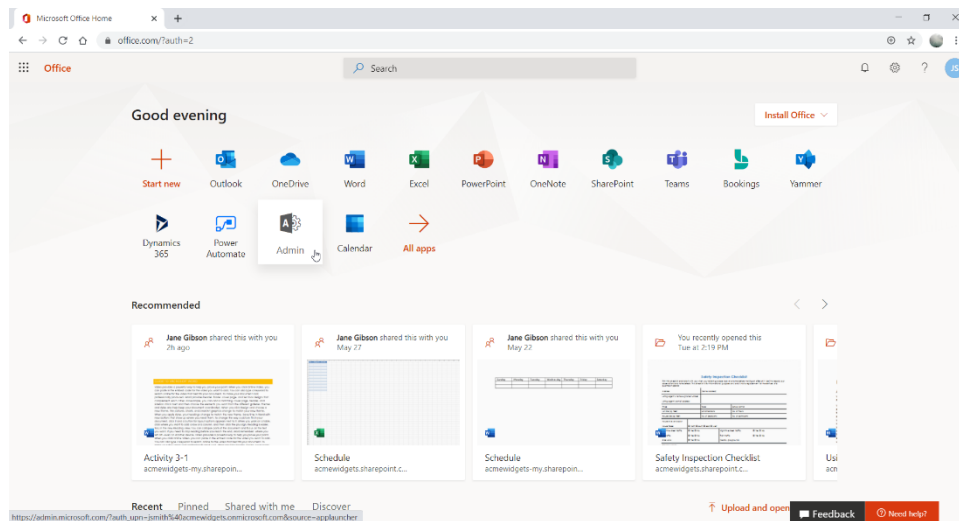 Microsoft Office Home
office.com/?auth=2
Office
Search
JS
Good evening
Install Office
Start new
Outlook
OneDrive
Word
Excel
PowerPoint
OneNote
SharePoint
Teams
Bookings
Yammer
Dynamics 365
Power Automate
Admin
Calendar
All apps
Recommended
Jane Gibson shared this with you
2h ago
Jane Gibson shared this with you
May 27
Jane Gibson shared this with you
May 22
You recently opened this
Tue at 2:19 PM
Safety Inspection Checklist
Activity 3-1
acmewidgets-my.sharepoin...
Schedule
acmewidgets.sharepoint.c...
Schedule
acmewidgets-my.sharepoin...
Safety Inspection Checklist
acmewidgets.sharepoint.c...
Usi
acn
Recent Pinned Shared with me Discover
Upload and open
https://admin.microsoft.com/?auth_upn=jsmith%40acmewidgets.onmicrosoft.com&source=applauncher
Feedback
Need help?